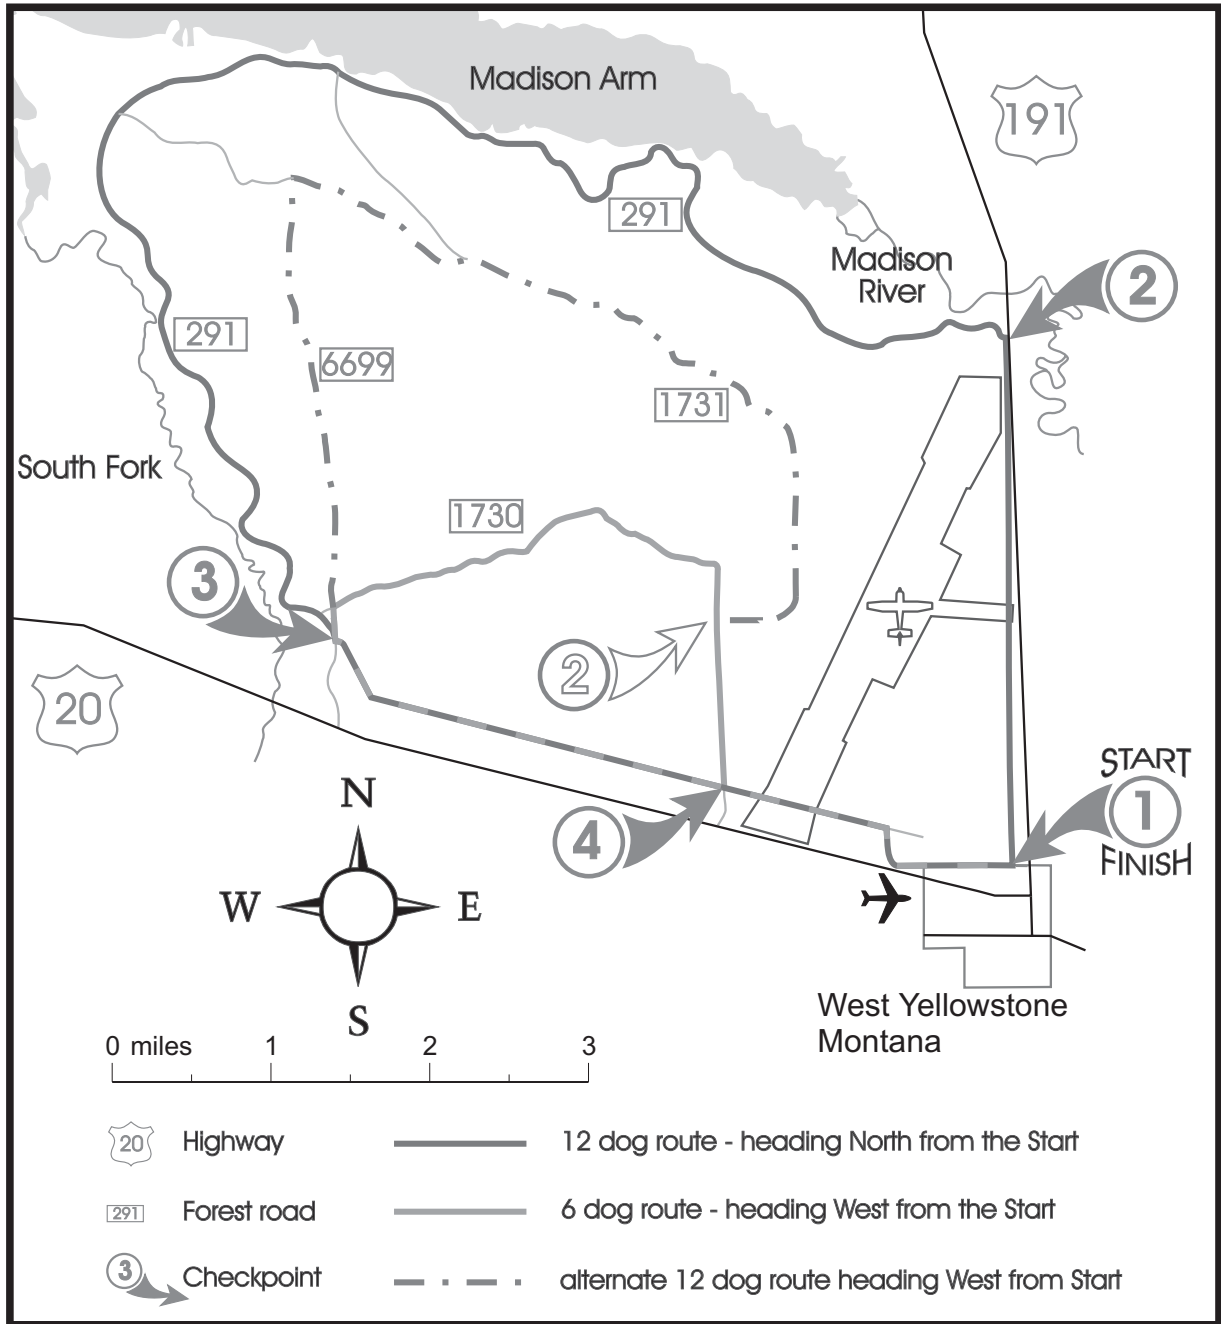 Madison Arm
191
291
Madison
River
2
291
6699
1731
South Fork
1730
3
2
20
START
1
FINISH
4
N
W
E
S
West Yellowstone
Montana
0 miles 1 2 3
20 Highway 12 dog route - heading North from the Start
291 Forest road 6 dog route - heading West from the Start
3 Checkpoint alternate 12 dog route heading West from Start